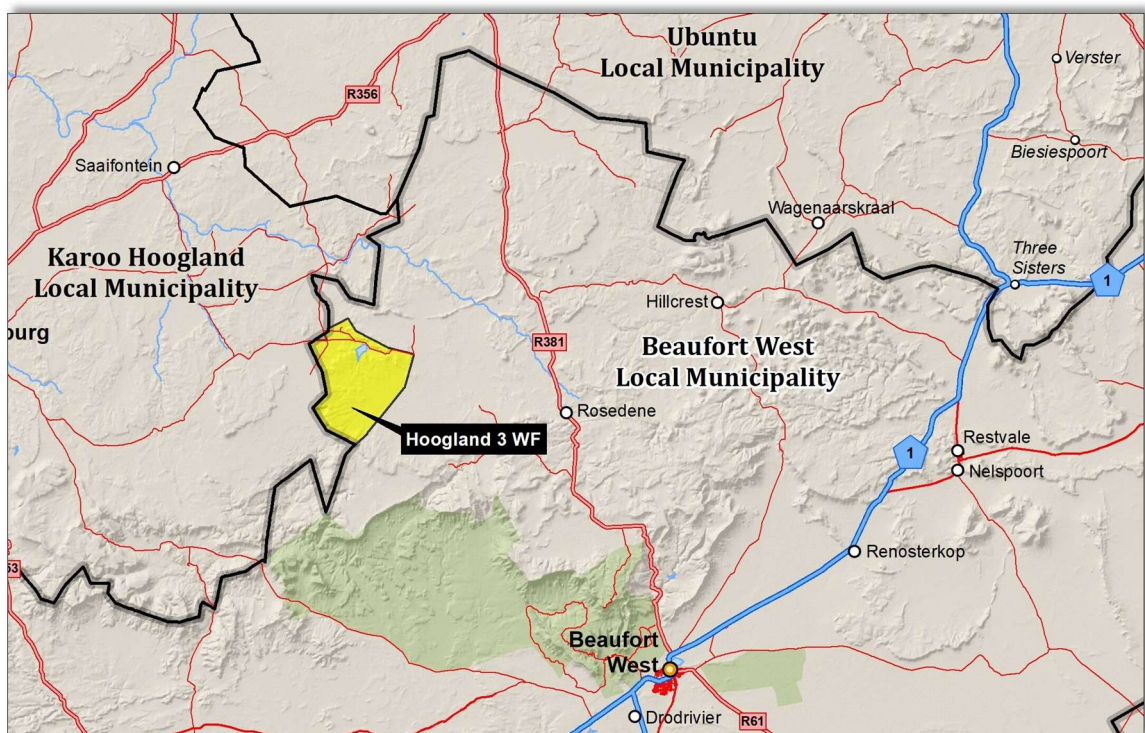 Ubuntu
Local Municipality
Verster
R356
Biesiespoort
Saaifontein
Wagenaarskraal
Karoo Hoogland
Local Municipality
Three
Sisters
1
Hillcrest
burg
R381
Beaufort West
Local Municipality
Rosedene
Hoogland 3 WF
Restvale
1
Nelspoort
Renosterkop
53
Beaufort
West
Drodrivier
R61